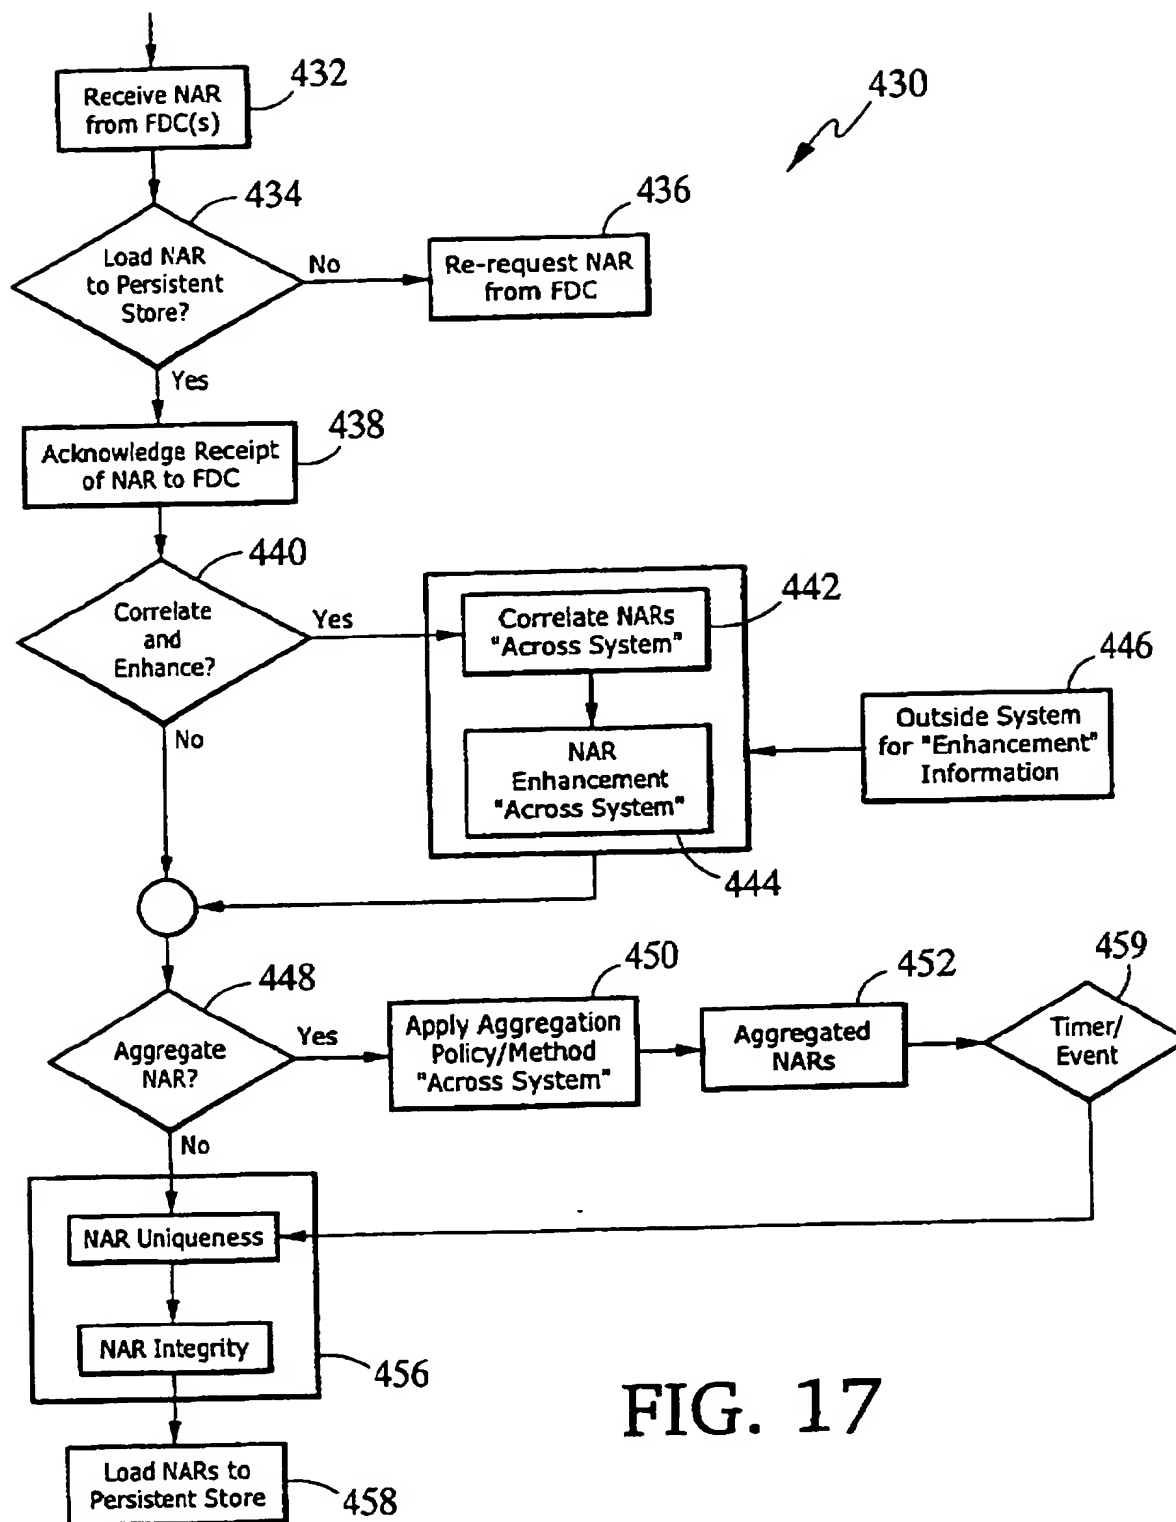 432
Receive NAR
from FDC(s)
430
434
Load NAR
to Persistent
Store?
No
436
Re-request NAR
from FDC
Yes
438
Acknowledge Receipt
of NAR to FDC
440
Correlate
and
Enhance?
Yes
442
Correlate NARs
"Across System"
446
Outside System
for "Enhancement"
Information
No
NAR
Enhancement
"Across System"
444
448
Aggregate
NAR?
Yes
450
Apply Aggregation
Policy/Method
"Across System"
452
Aggregated
NARs
459
Timer/
Event
No
NAR Uniqueness
NAR Integrity
456
FIG. 17
Load NARs to
Persistent Store
458